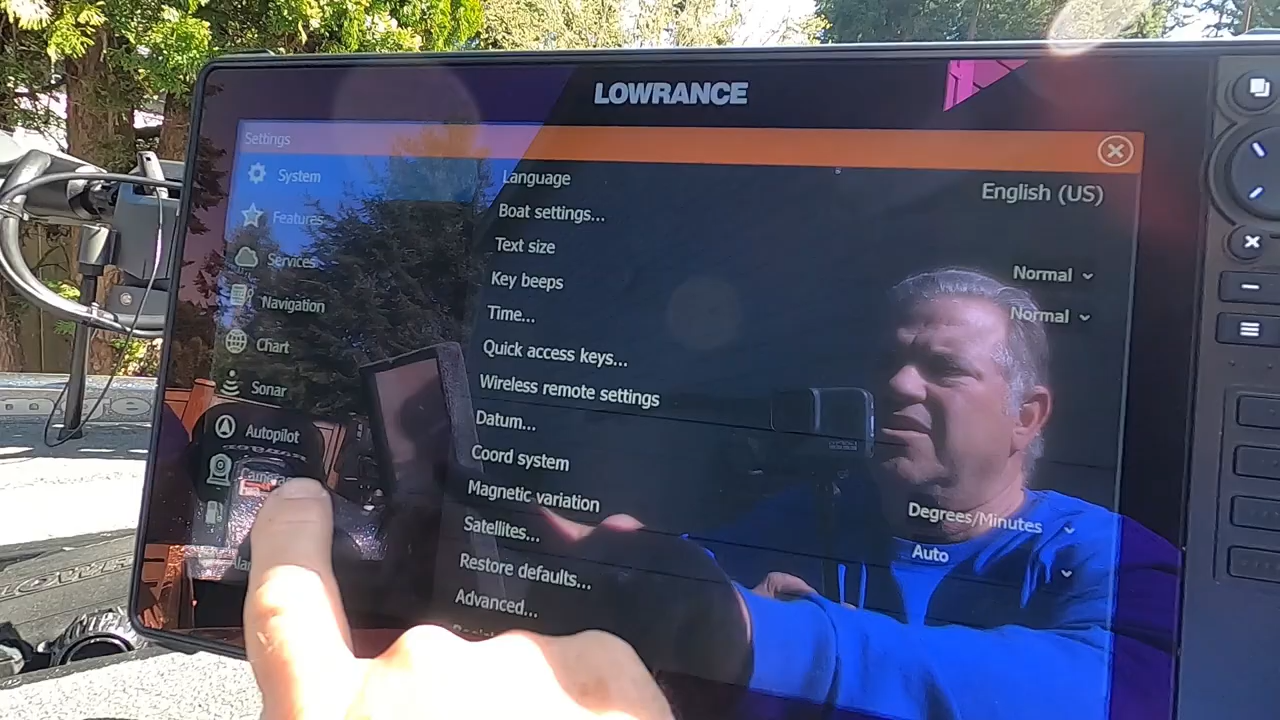 LOWRANCE
Settings
System
Features
Services
Navigation
Chart
Sonar
Autopilot
Cameras
Language
English (US)
Boat settings...
Text size
Normal
Key beeps
Normal
Time...
Quick access keys...
Wireless remote settings
Datum...
Coord system
Degrees/Minutes
Magnetic variation
Auto
Satellites...
Restore defaults...
Advanced...